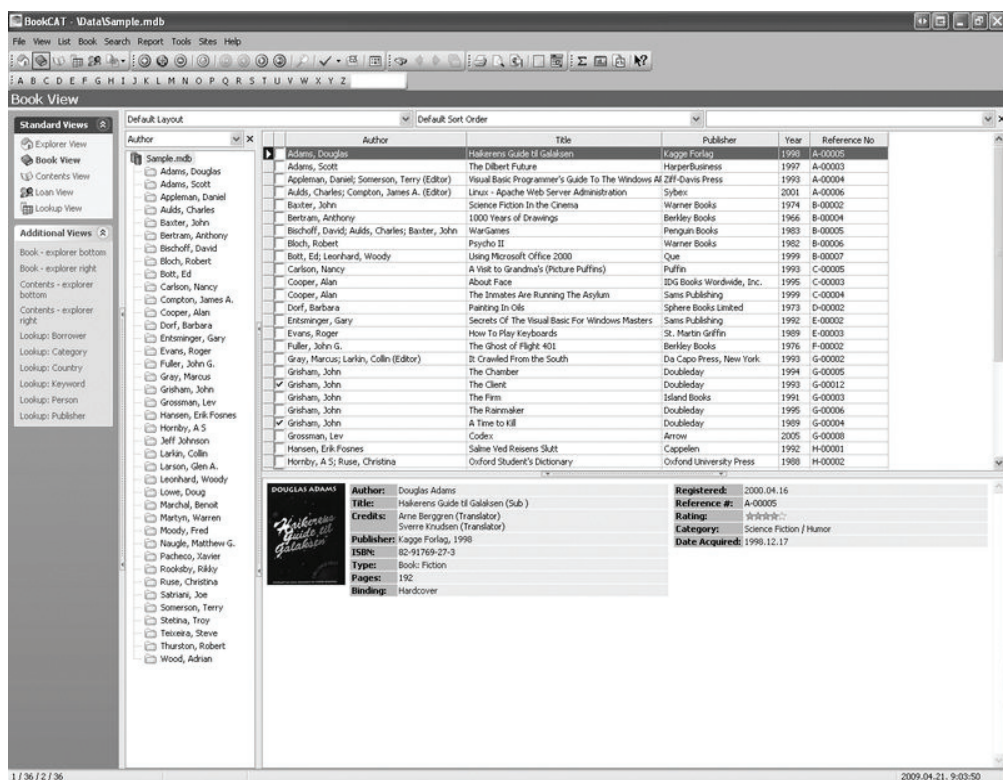 BookCAT - \Data\Sample.mdb
File View List Book Search Report Tools Sites Help
A B C D E F G H I J K L M N O P Q R S T U V W X Y Z
Book View
Standard Views
Explorer View
Book View
Contents View
Loan View
Lookup View
Additional Views
Book - explorer bottom
Book - explorer right
Contents - explorer
bottom
Contents - explorer
right
Lookup: Borrower
Lookup: Category
Lookup: Country
Lookup: Keyword
Lookup: Person
Lookup: Publisher
Default Layout Default Sort Order
Author
Sample.mdb
Adams, Douglas
Adams, Scott
Appleman, Daniel
Aulds, Charles
Baxter, John
Bertram, Anthony
Bischoff, David
Bloch, Robert
Bott, Ed
Carlson, Nancy
Compton, James A.
Cooper, Alan
Dorf, Barbara
Entsminger, Gary
Evans, Roger
Fuller, John G.
Gray, Marcus
Grisham, John
Grossman, Lev
Hansen, Erik Fosnes
Hornby, A S
Jeff Johnson
Larkin, Collin
Larson, Glen A.
Leonhard, Woody
Lowe, Doug
Marchal, Benoit
Martyn, Warren
Moody, Fred
Naugle, Matthew G.
Pacheco, Xavier
Rooksby, Rikky
Ruse, Christina
Satriani, Joe
Somerson, Terry
Stetina, Troy
Teixeira, Steve
Thurston, Robert
Wood, Adrian
Author Title Publisher Year Reference No
Adams, Douglas Haikerens Guide til Galaksen Kagge Forlag 1998 A-00005
Adams, Scott The Dilbert Future HarperBusiness 1997 A-00003
Appleman, Daniel; Somerson, Terry (Editor) Visual Basic Programmer's Guide To The Windows AF Ziff-Davis Press 1993 A-00004
Aulds, Charles; Compton, James A. (Editor) Linux - Apache Web Server Administration Sybex 2001 A-00006
Baxter, John Science Fiction In the Cinema Warner Books 1974 B-00002
Bertram, Anthony 1000 Years of Drawings Berkley Books 1966 B-00004
Bischoff, David; Aulds, Charles; Baxter, John WarGames Penguin Books 1983 B-00005
Bloch, Robert Psycho II Warner Books 1982 B-00006
Bott, Ed; Leonhard, Woody Using Microsoft Office 2000 Que 1999 B-00007
Carlson, Nancy A Visit to Grandma's (Picture Puffins) Puffin 1993 C-00005
Cooper, Alan About Face IDG Books Wordwide, Inc. 1995 C-00003
Cooper, Alan The Inmates Are Running The Asylum Sams Publishing 1999 C-00004
Dorf, Barbara Painting In Oils Sphere Books Limited 1973 D-00002
Entsminger, Gary Secrets Of The Visual Basic For Windows Masters Sams Publishing 1992 E-00002
Evans, Roger How To Play Keyboards St. Martin Griffin 1989 E-00003
Fuller, John G. The Ghost of Flight 401 Berkley Books 1976 F-00002
Gray, Marcus; Larkin, Collin (Editor) It Crawled From the South Da Capo Press, New York 1993 G-00002
Grisham, John The Chamber Doubleday 1994 G-00005
Grisham, John The Client Doubleday 1993 G-00012
Grisham, John The Firm Island Books 1991 G-00003
Grisham, John The Rainmaker Doubleday 1995 G-00006
Grisham, John A Time to Kill Doubleday 1989 G-00004
Grossman, Lev Codex Arrow 2005 G-00008
Hansen, Erik Fosnes Salme Ved Reisens Slutt Cappelen 1992 H-00001
Hornby, A S; Ruse, Christina Oxford Student's Dictionary Oxfond University Press 1988 H-00002
DOUGLAS ADAMS
Haikerens
Guide til
Galaksen
Author: Douglas Adams
Title: Haikerens Guide til Galaksen (Sub )
Credits: Arne Berggren (Translator)
Sverre Knudsen (Translator)
Publisher: Kagge Forlag, 1998
ISBN: 82-91769-27-3
Type: Book: Fiction
Pages: 192
Binding: Hardcover
Registered: 2000.04.16
Reference #: A-00005
Rating:
Category: Science Fiction / Humor
Date Acquired: 1998.12.17
1 / 36 / 2 / 36 2009.04.21. 9:03:50